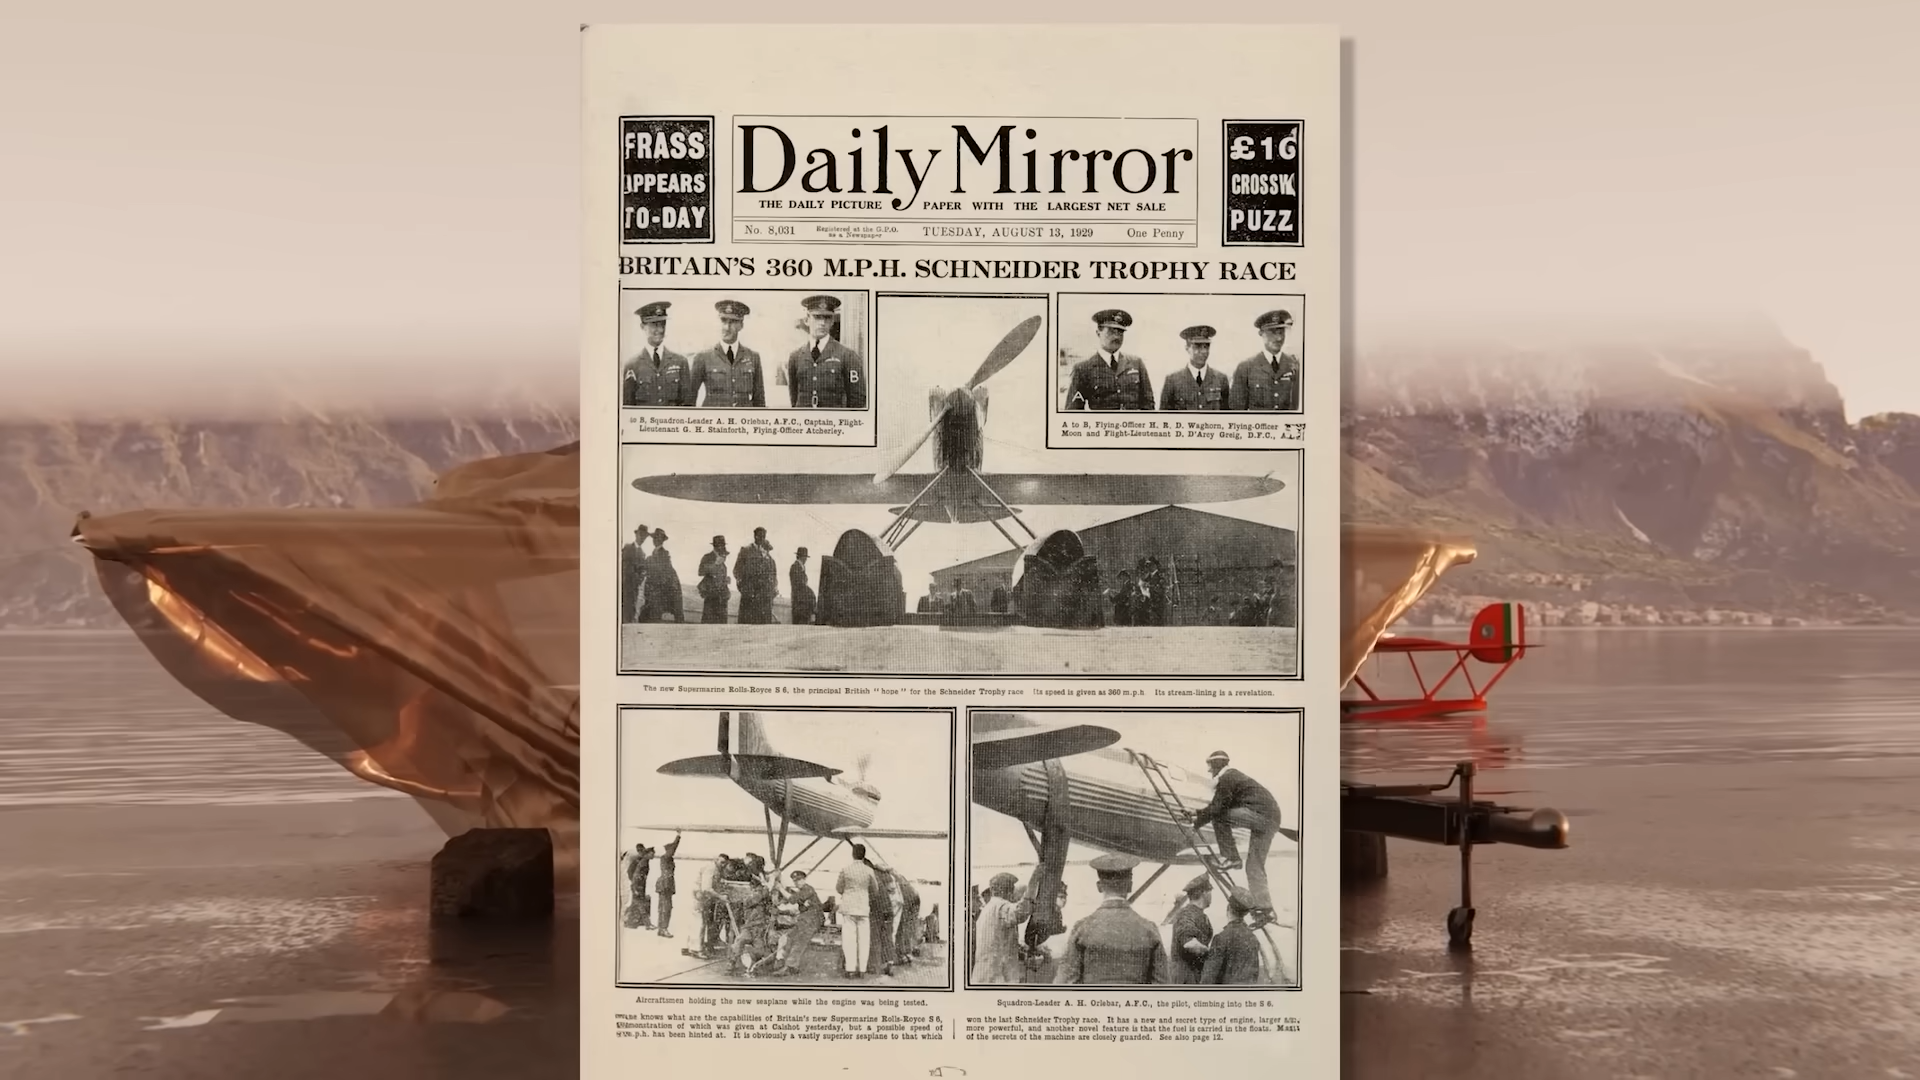 FRASS
APPEARS
TO-DAY
Daily Mirror
THE DAILY PICTURE PAPER WITH THE LARGEST NET SALE
No. 8,031 Registered at the G.P.O. as a Newspaper TUESDAY, AUGUST 13, 1929 One Penny
£10
CROSSW
PUZZ
BRITAIN'S 360 M.P.H. SCHNEIDER TROPHY RACE
A
B
to B, Squadron-Leader A. H. Orlebar, A.F.C., Captain, Flight-
Lieutenant G. H. Stainforth, Flying-Officer Atcherley.
A
A to B, Flying-Officer H. R. D. Waghorn, Flying-Officer
Moon and Flight-Lieutenant D. D'Arcy Greig, D.F.C.,
The new Supermarine Rolls-Royce S 6, the principal British "hope" for the Schneider Trophy race Its speed is given as 360 m.p.h Its stream-lining is a revelation.
Aircraftsmen holding the new seaplane while the engine was being tested.
Squadron-Leader A. H. Orlebar, A.F.C., the pilot, climbing into the S 6.
knows what are the capabilities of Britain's new Supermarine Rolls-Royce S 6,
demonstration of which was given at Calshot yesterday, but a possible speed of
m.p.h. has been hinted at. It is obviously a vastly superior seaplane to that which
won the last Schneider Trophy race. It has a new and secret type of engine, larger
more powerful, and another novel feature is that the fuel is carried in the floats.
of the secrets of the machine are closely guarded. See also page 12.